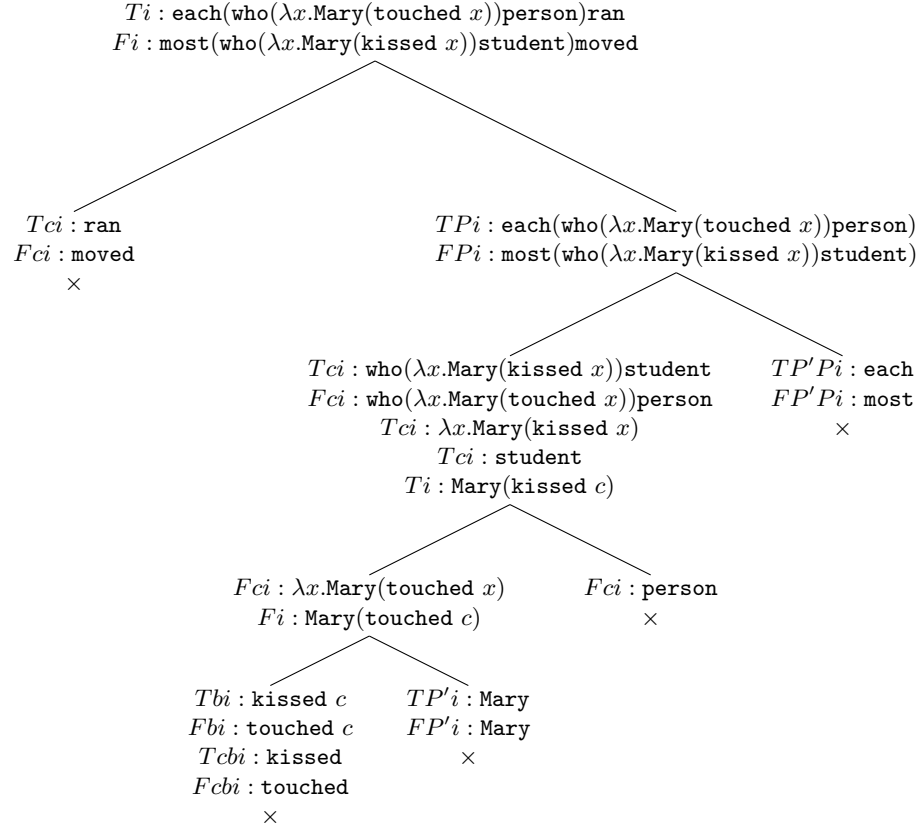 Ti : each(who(λx.Mary(touched x))person)ran
Fi : most(who(λx.Mary(kissed x))student)moved
Tci : ran
Fci : moved
×
TPi : each(who(λx.Mary(touched x))person)
FPi : most(who(λx.Mary(kissed x))student)
Tci : who(λx.Mary(kissed x))student
Fci : who(λx.Mary(touched x))person
Tci : λx.Mary(kissed x)
Tci : student
Ti : Mary(kissed c)
TP′Pi : each
FP′Pi : most
×
Fci : λx.Mary(touched x)
Fi : Mary(touched c)
Fci : person
×
Tbi : kissed c
Fbi : touched c
Tcbi : kissed
Fcbi : touched
×
TP′i : Mary
FP′i : Mary
×